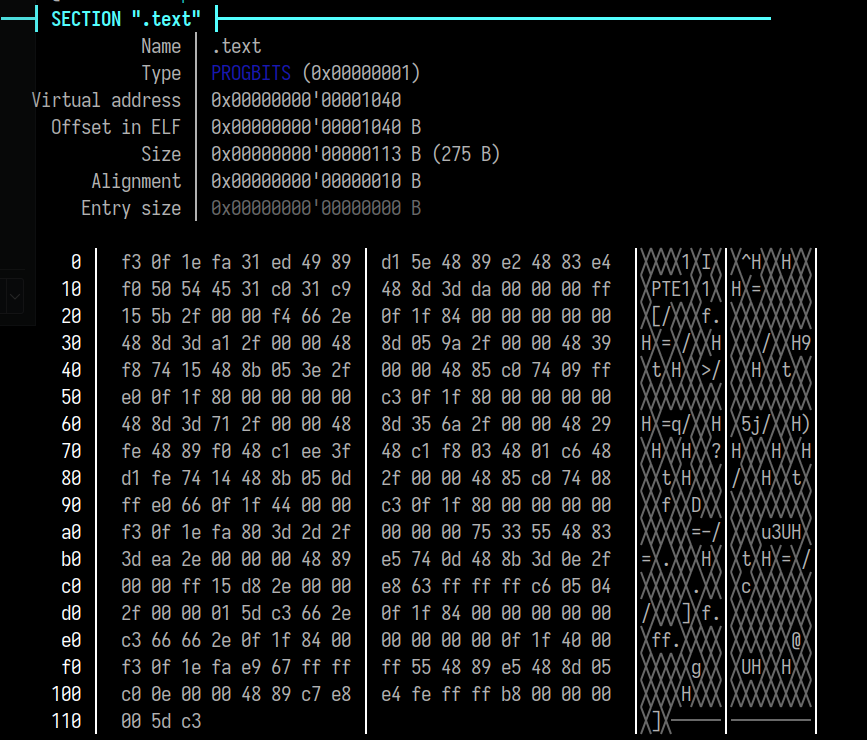 SECTION ".text"
Name .text
Type PROGBITS (0x00000001)
Virtual address 0x00000000'00001040
Offset in ELF 0x00000000'00001040 B
Size 0x00000000'00000113 B (275 B)
Alignment 0x00000000'00000010 B
Entry size 0x00000000'00000000 B
0 f3 0f 1e fa 31 ed 49 89 d1 5e 48 89 e2 48 83 e4 1 I ^H H
10 f0 50 54 45 31 c0 31 c9 48 8d 3d da 00 00 00 ff PTE1 1 H =
20 15 5b 2f 00 00 f4 66 2e 0f 1f 84 00 00 00 00 00 [/ f.
30 48 8d 3d a1 2f 00 00 48 8d 05 9a 2f 00 00 48 39 H = / H / H9
40 f8 74 15 48 8b 05 3e 2f 00 00 48 85 c0 74 09 ff t H >/ H t
50 e0 0f 1f 80 00 00 00 00 c3 0f 1f 80 00 00 00 00
60 48 8d 3d 71 2f 00 00 48 8d 35 6a 2f 00 00 48 29 H =q/ H 5j/ H)
70 fe 48 89 f0 48 c1 ee 3f 48 c1 f8 03 48 01 c6 48 H H ? H H H
80 d1 fe 74 14 48 8b 05 0d 2f 00 00 48 85 c0 74 08 t H / H t
90 ff e0 66 0f 1f 44 00 00 c3 0f 1f 80 00 00 00 00 f D
a0 f3 0f 1e fa 80 3d 2d 2f 00 00 00 75 33 55 48 83 =-/ u3UH
b0 3d ea 2e 00 00 00 48 89 e5 74 0d 48 8b 3d 0e 2f = . H t H = /
c0 00 00 ff 15 d8 2e 00 00 e8 63 ff ff ff c6 05 04 . c
d0 2f 00 00 01 5d c3 66 2e 0f 1f 84 00 00 00 00 00 / ] f.
e0 c3 66 66 2e 0f 1f 84 00 00 00 00 00 0f 1f 40 00 ff. @
f0 f3 0f 1e fa e9 67 ff ff ff 55 48 89 e5 48 8d 05 g UH H
100 c0 0e 00 00 48 89 c7 e8 e4 fe ff ff b8 00 00 00 H
110 00 5d c3 ]